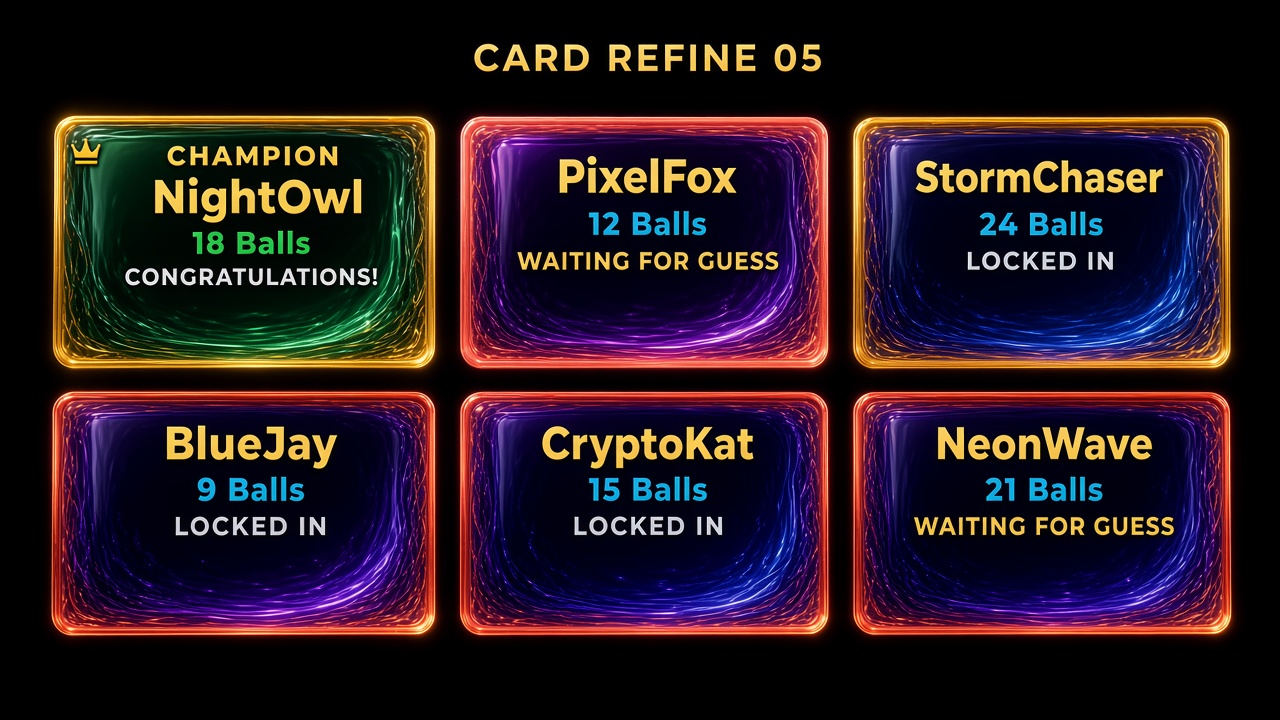 CARD REFINE 05
CHAMPION
NightOwl
18 Balls
CONGRATULATIONS!
PixelFox
12 Balls
WAITING FOR GUESS
StormChaser
24 Balls
LOCKED IN
BlueJay
9 Balls
LOCKED IN
CryptoKat
15 Balls
LOCKED IN
NeonWave
21 Balls
WAITING FOR GUESS